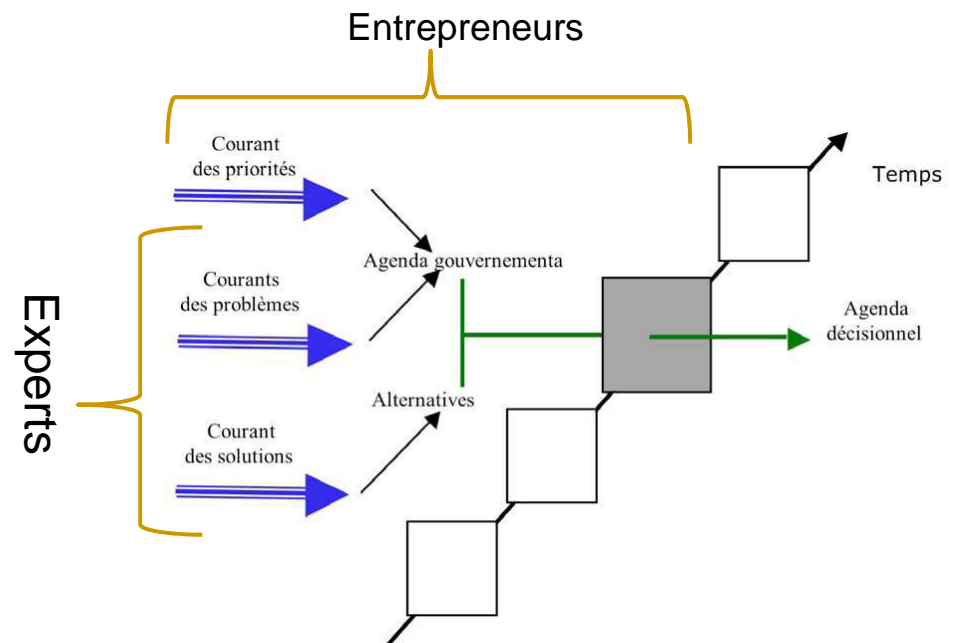 Entrepreneurs
Courant
des priorités
Temps
Agenda gouvernementa
Courants
des problèmes
Experts
Agenda
décisionnel
Alternatives
Courant
des solutions